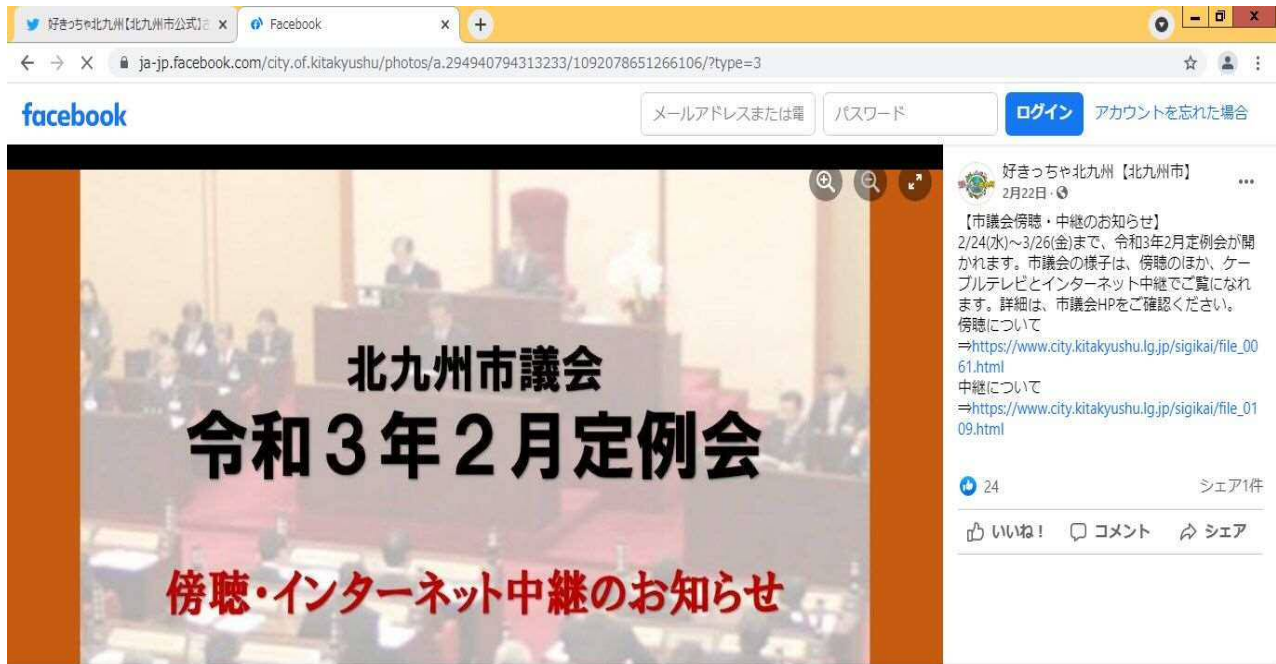 好きっちゃ北九州【北九州市公式】
Facebook
ja-jp.facebook.com/city.of.kitakyushu/photos/a.294940794313233/1092078651266106/?type=3
facebook
メールアドレスまたは電
パスワード
ログイン
アカウントを忘れた場合
北九州市議会
令和３年２月定例会
傍聴・インターネット中継のお知らせ
好きっちゃ北九州【北九州市】
2月22日
【市議会傍聴・中継のお知らせ】
2/24(水)～3/26(金)まで、令和3年2月定例会が開
かれます。市議会の様子は、傍聴のほか、ケー
ブルテレビとインターネット中継でご覧になれ
ます。詳細は、市議会HPをご確認ください。
傍聴について
⇒https://www.city.kitakyushu.lg.jp/sigikai/file_00
61.html
中継について
⇒https://www.city.kitakyushu.lg.jp/sigikai/file_01
09.html
24
シェア1件
いいね！
コメント
シェア